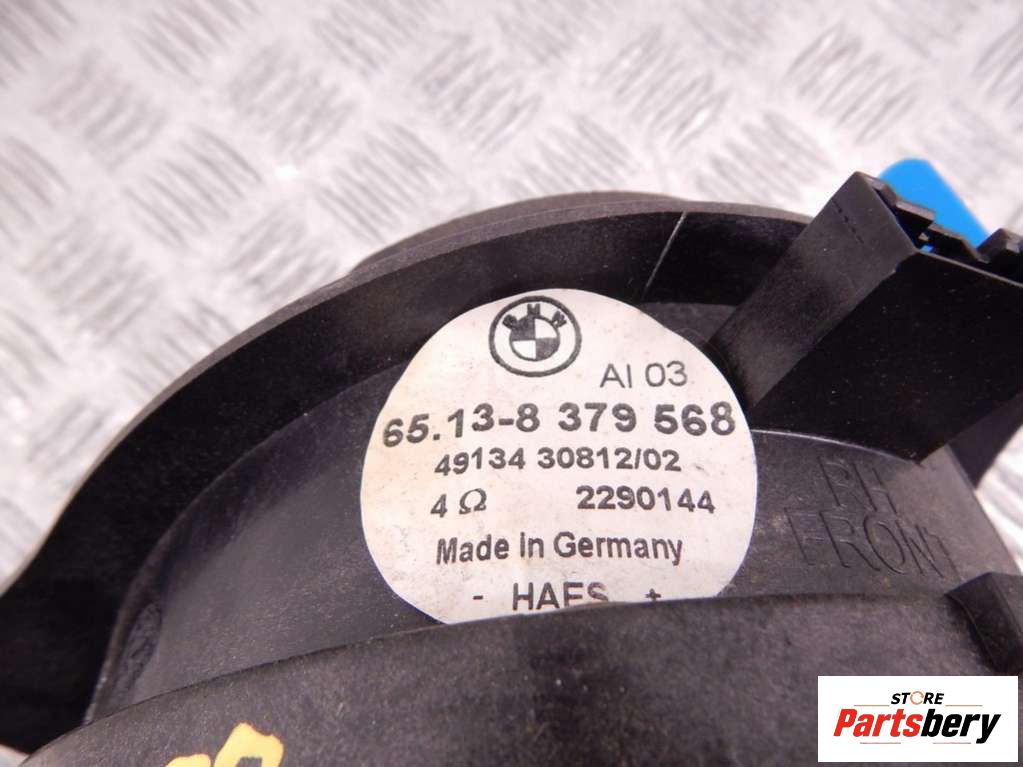 BMW
AI 03
65.13-8 379 568
49134 30812/02
4 Ω 2290144
Made In Germany
- HAES +
RH
FRONT
STORE
Partsbery